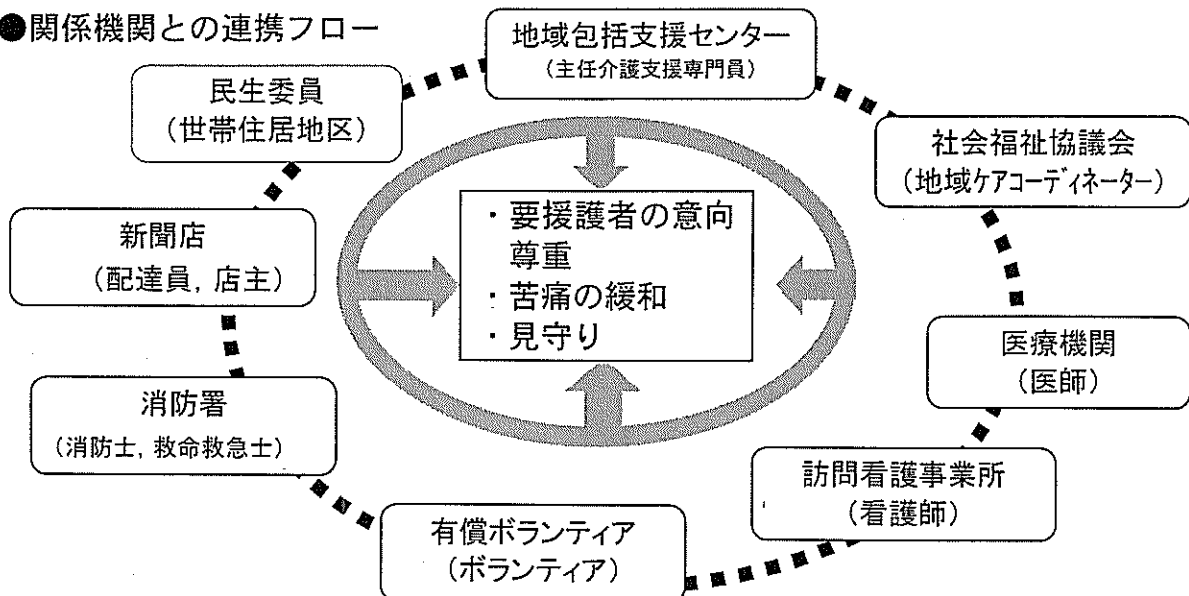 ●関係機関との連携フロー
地域包括支援センター
（主任介護支援専門員）
民生委員
（世帯住居地区）
社会福祉協議会
（地域ケアコーディネーター）
新聞店
（配達員，店主）
・要援護者の意向
尊重
・苦痛の緩和
・見守り
医療機関
（医師）
消防署
（消防士，救命救急士）
訪問看護事業所
（看護師）
有償ボランティア
（ボランティア）